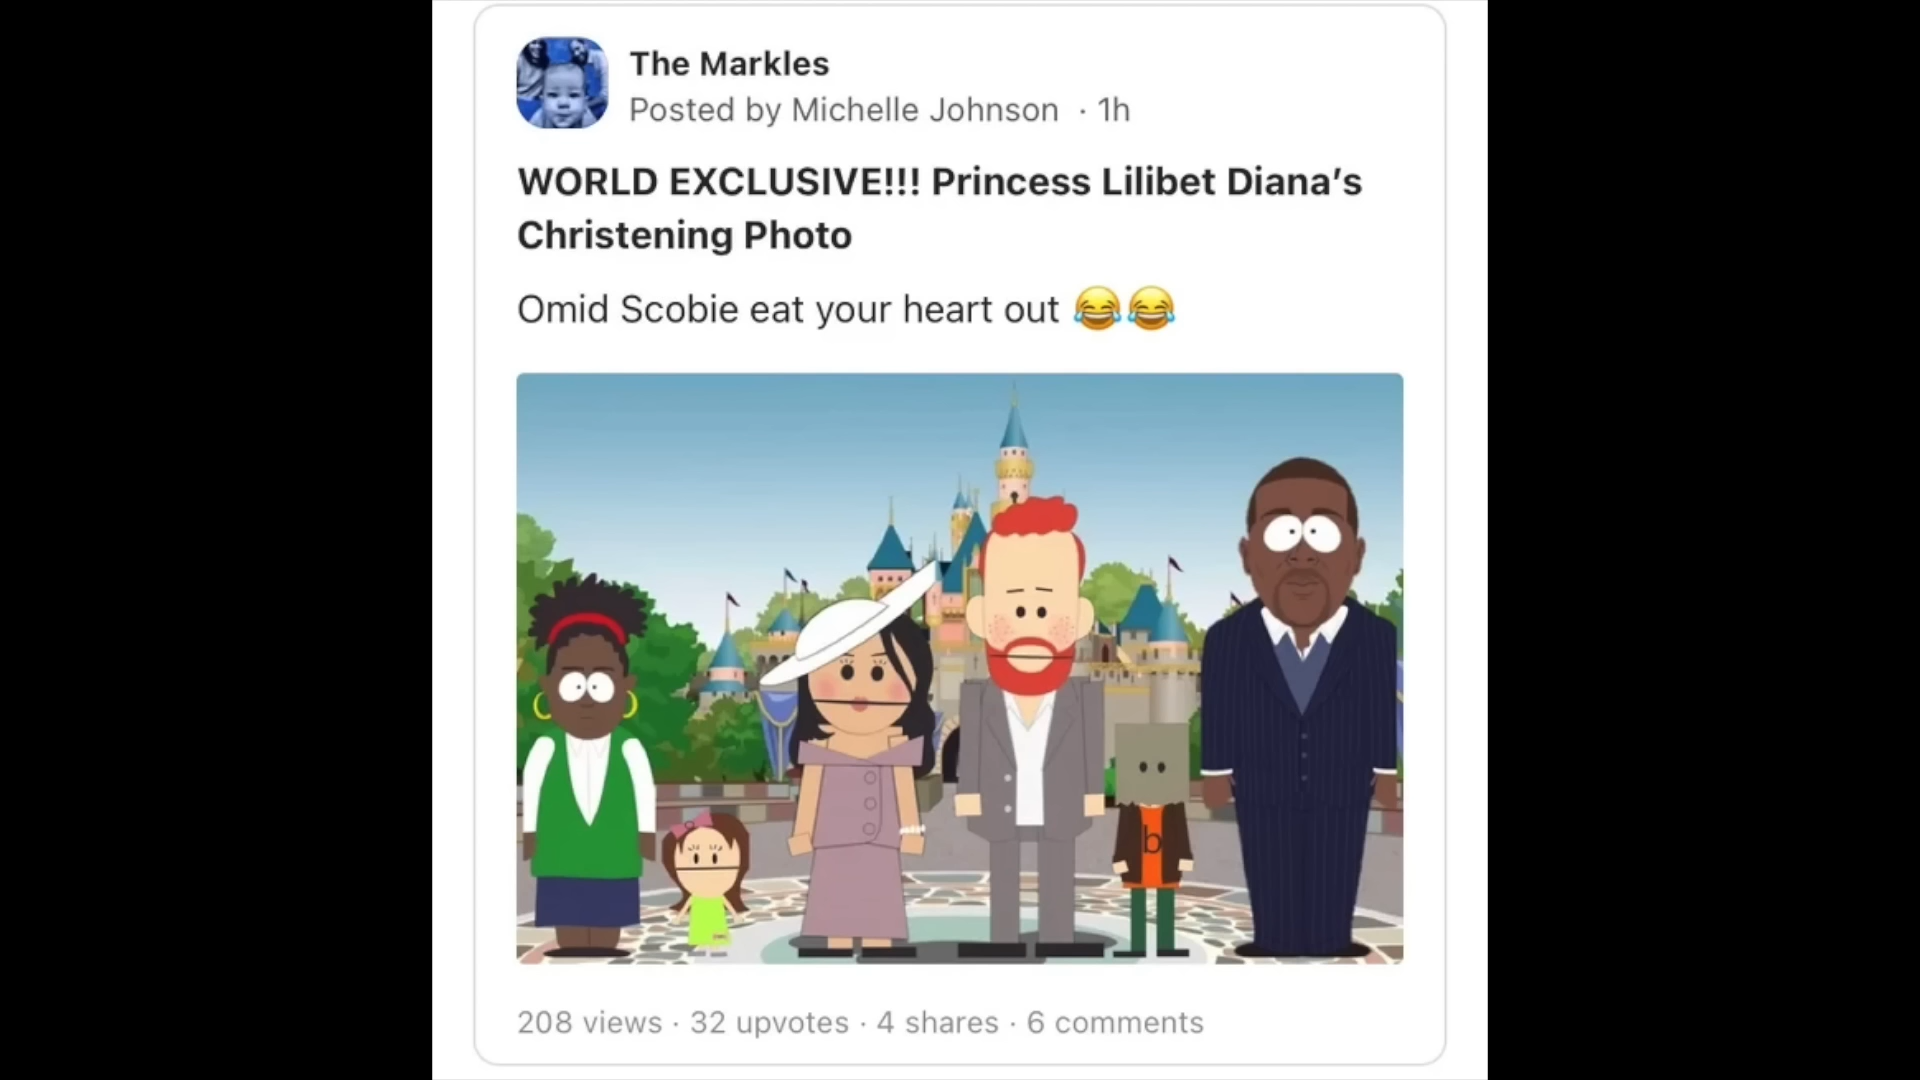 The Markles
Posted by Michelle Johnson · 1h
WORLD EXCLUSIVE!!! Princess Lilibet Diana’s
Christening Photo
Omid Scobie eat your heart out 😂😂
b
208 views · 32 upvotes · 4 shares · 6 comments